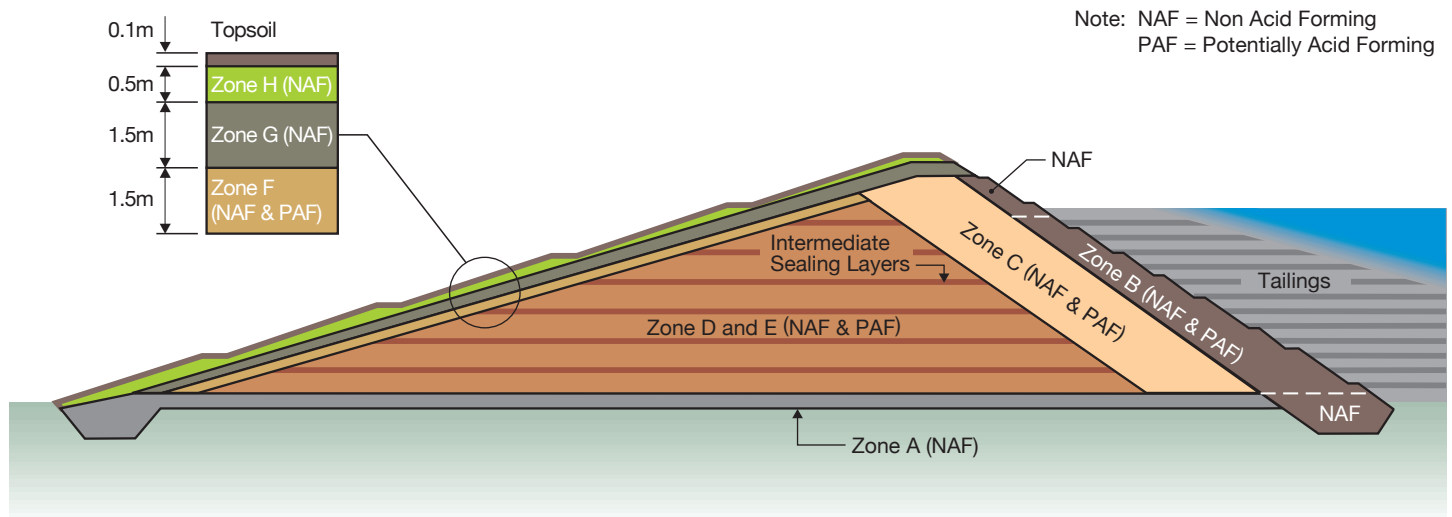 Note: NAF = Non Acid Forming
PAF = Potentially Acid Forming
0.1m
Topsoil
0.5m
Zone H (NAF)
1.5m
Zone G (NAF)
1.5m
Zone F
(NAF & PAF)
NAF
Intermediate
Sealing Layers
Zone C (NAF & PAF)
Zone B (NAF & PAF)
Tailings
Zone D and E (NAF & PAF)
NAF
Zone A (NAF)